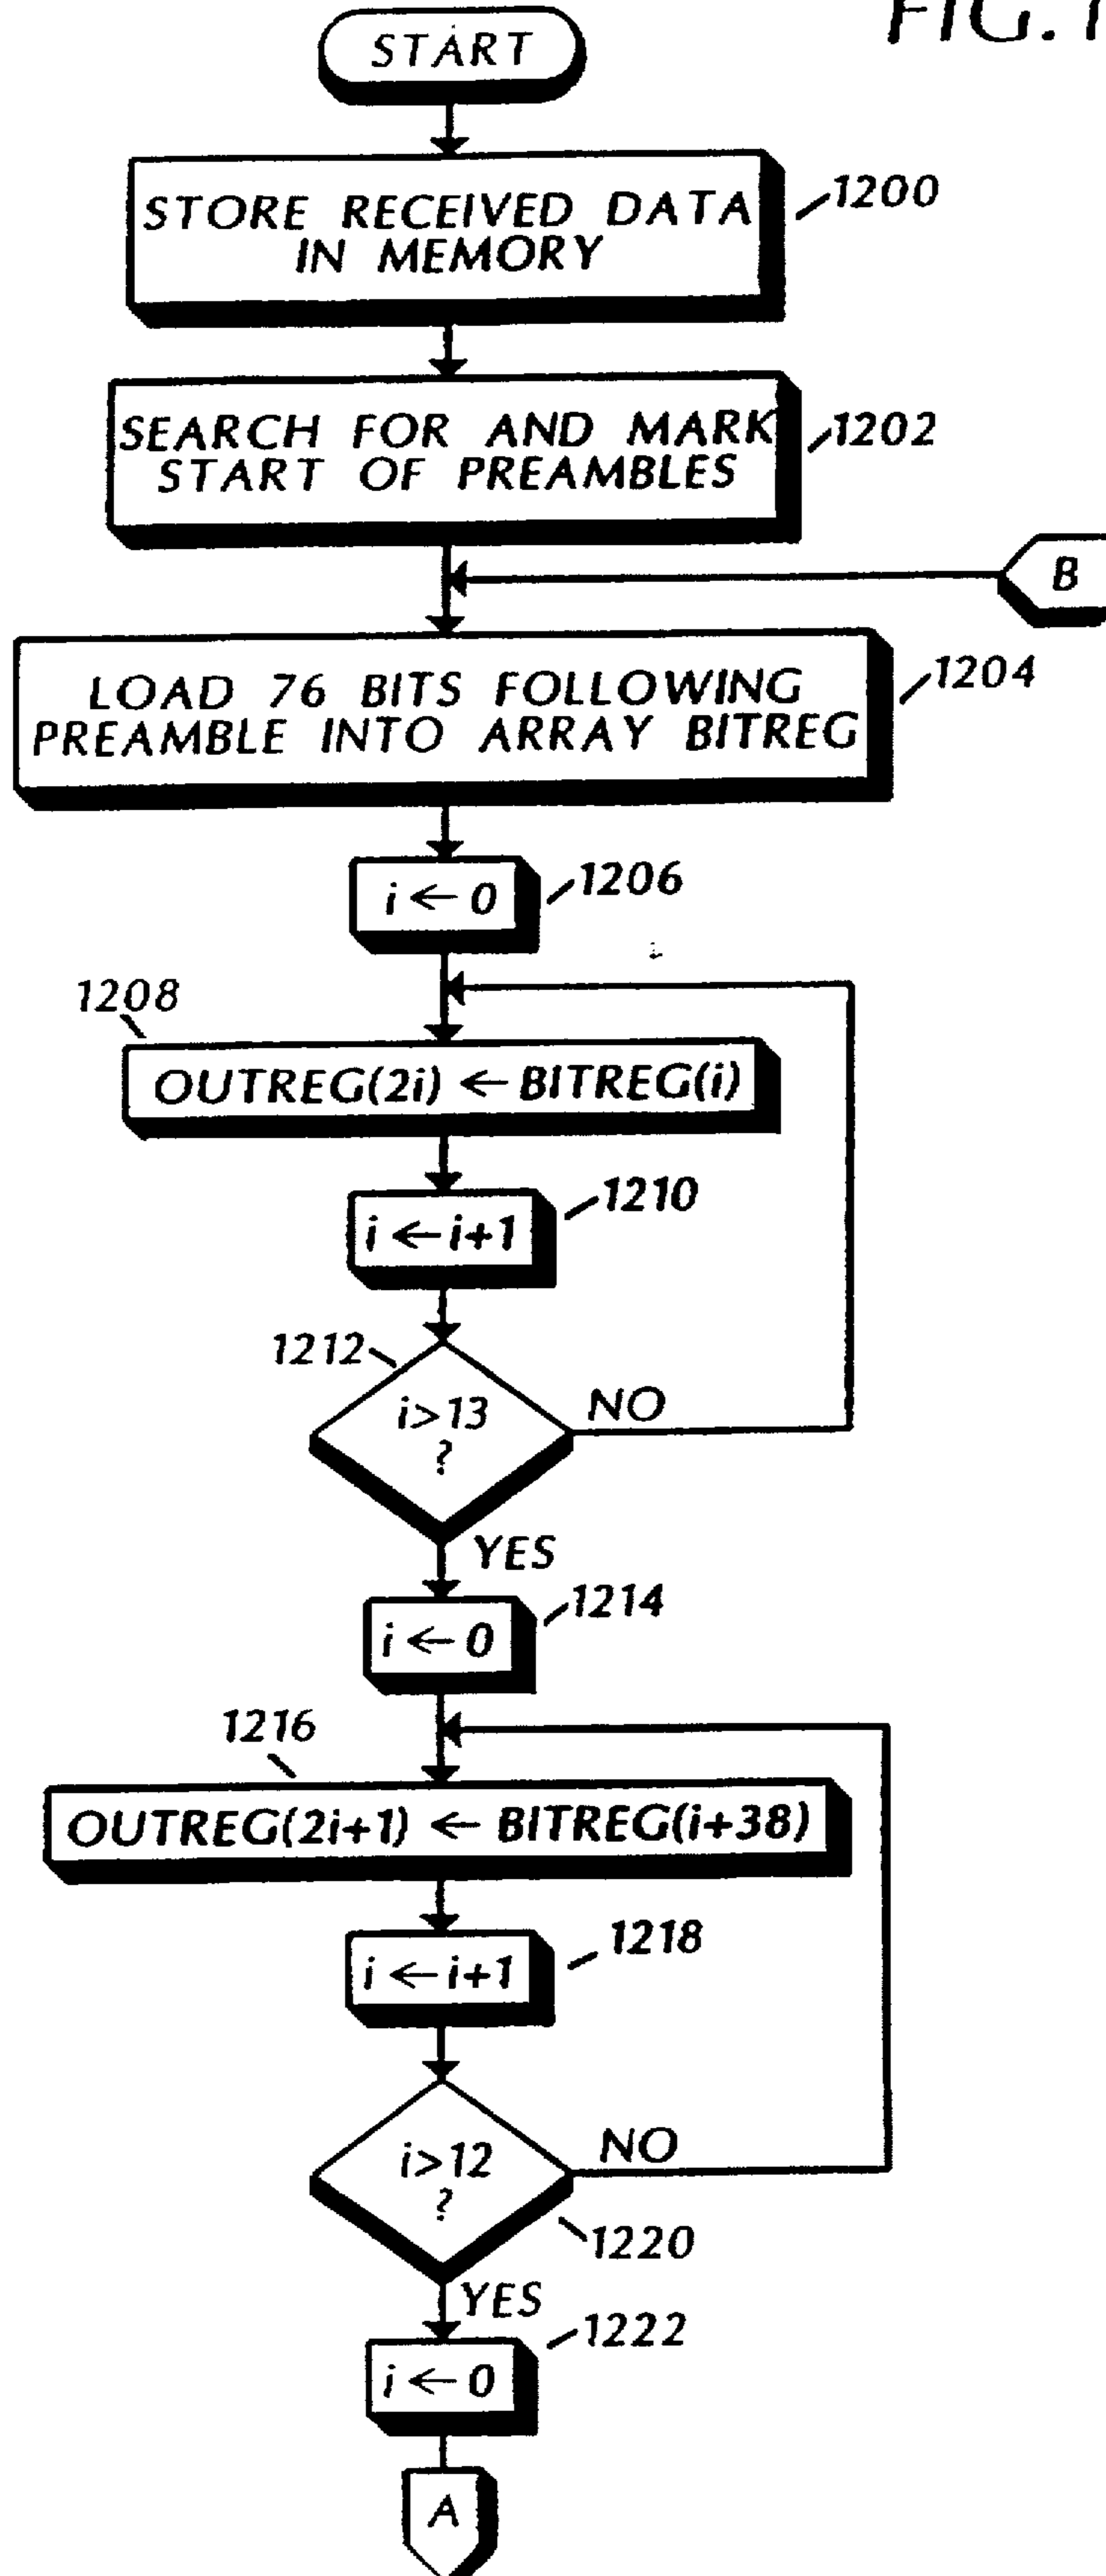 FIG. 1
START
STORE RECEIVED DATA
IN MEMORY
1200
SEARCH FOR AND MARK
START OF PREAMBLES
1202
B
LOAD 76 BITS FOLLOWING
PREAMBLE INTO ARRAY BITREG
1204
i ← 0
1206
1208
OUTREG(2i) ← BITREG(i)
i ← i+1
1210
1212
i>13
?
NO
YES
i ← 0
1214
1216
OUTREG(2i+1) ← BITREG(i+38)
i ← i+1
1218
i>12
?
NO
1220
YES
i ← 0
1222
A